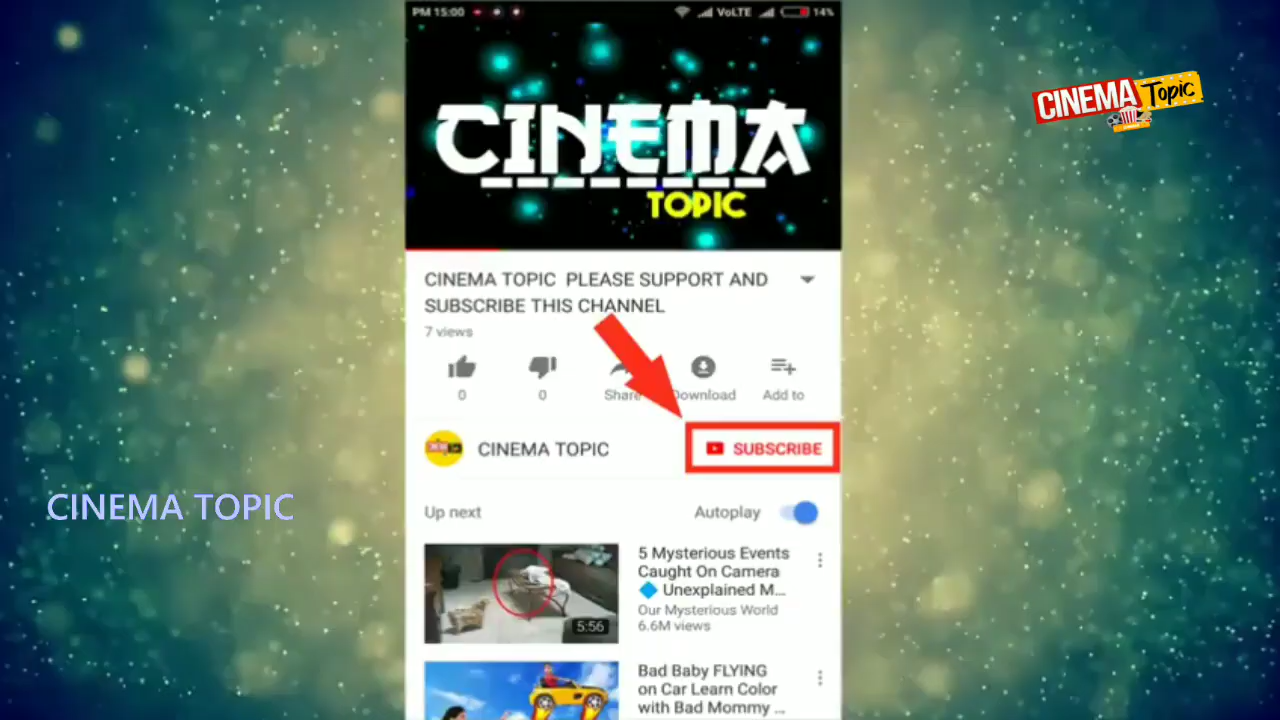 PM 15:00
VoLTE
14%
CINEMA
TOPIC
CINEMA Topic
CINEMA TOPIC PLEASE SUPPORT AND
SUBSCRIBE THIS CHANNEL
7 views
0
0
Share
Download
Add to
CINEMA TOPIC
SUBSCRIBE
CINEMA TOPIC
Up next
Autoplay
5 Mysterious Events
Caught On Camera
🔷 Unexplained M...
Our Mysterious World
6.6M views
5:56
Bad Baby FLYING
on Car Learn Color
with Bad Mommy ...